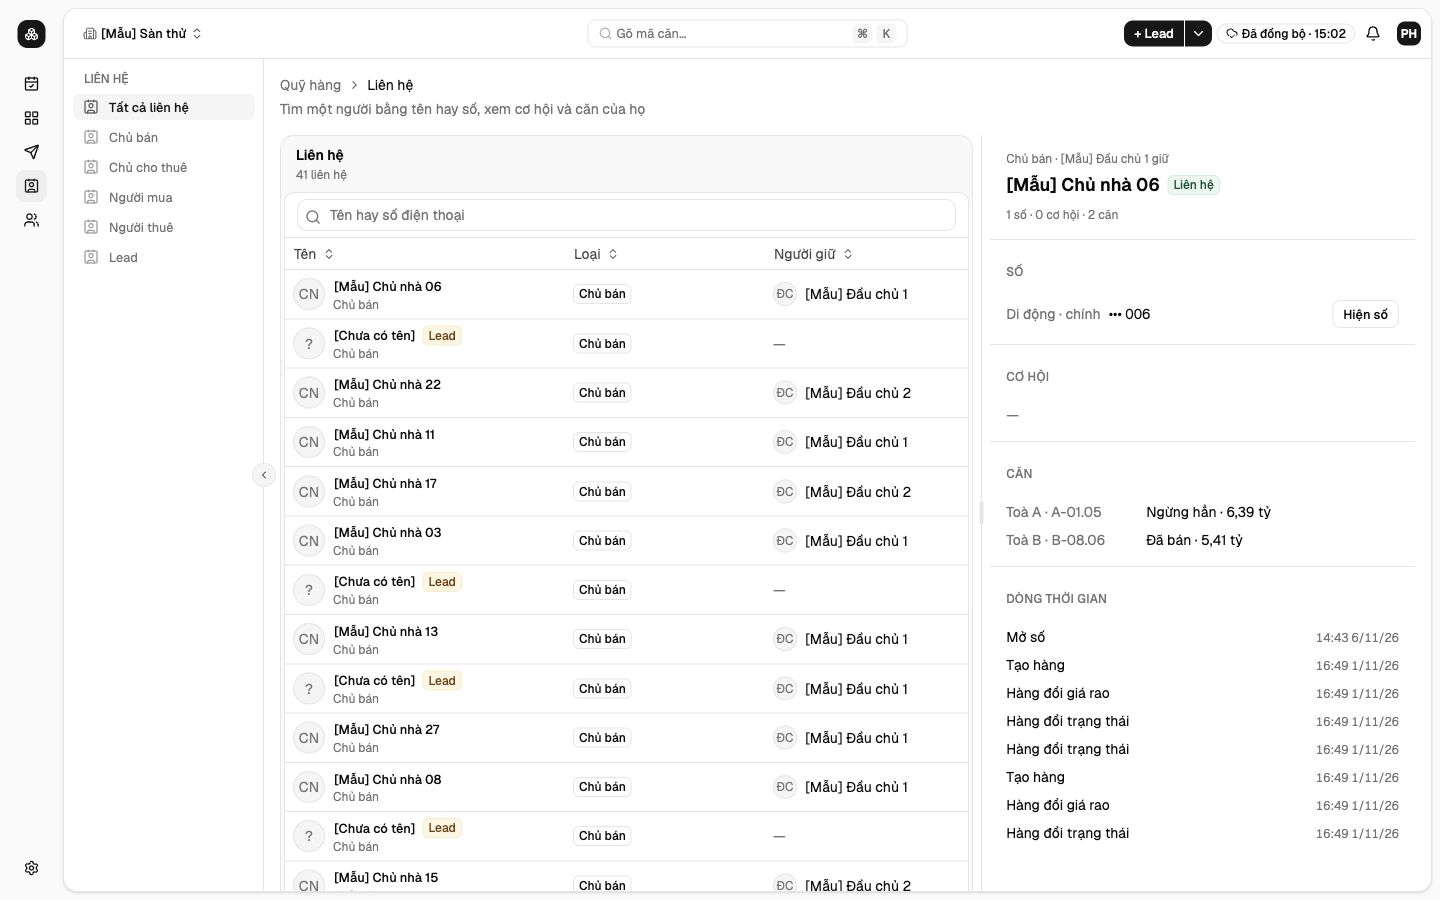 [Mẫu] Sàn thử
Gõ mã căn...
⌘ K
+ Lead
Đã đồng bộ · 15:02
PH
LIÊN HỆ
Tất cả liên hệ
Chủ bán
Chủ cho thuê
Người mua
Người thuê
Lead
Quỹ hàng > Liên hệ
Tìm một người bằng tên hay số, xem cơ hội và căn của họ
Liên hệ
41 liên hệ
Tên hay số điện thoại
Tên Loại Người giữ
CN [Mẫu] Chủ nhà 06 Chủ bán ĐC [Mẫu] Đầu chủ 1
Chủ bán
? [Chưa có tên] Lead Chủ bán —
Chủ bán
CN [Mẫu] Chủ nhà 22 Chủ bán ĐC [Mẫu] Đầu chủ 2
Chủ bán
CN [Mẫu] Chủ nhà 11 Chủ bán ĐC [Mẫu] Đầu chủ 1
Chủ bán
CN [Mẫu] Chủ nhà 17 Chủ bán ĐC [Mẫu] Đầu chủ 2
Chủ bán
CN [Mẫu] Chủ nhà 03 Chủ bán ĐC [Mẫu] Đầu chủ 1
Chủ bán
? [Chưa có tên] Lead Chủ bán —
Chủ bán
CN [Mẫu] Chủ nhà 13 Chủ bán ĐC [Mẫu] Đầu chủ 1
Chủ bán
? [Chưa có tên] Lead Chủ bán ĐC [Mẫu] Đầu chủ 1
Chủ bán
CN [Mẫu] Chủ nhà 27 Chủ bán ĐC [Mẫu] Đầu chủ 1
Chủ bán
CN [Mẫu] Chủ nhà 08 Chủ bán ĐC [Mẫu] Đầu chủ 1
Chủ bán
? [Chưa có tên] Lead Chủ bán —
Chủ bán
CN [Mẫu] Chủ nhà 15 Chủ bán ĐC [Mẫu] Đầu chủ 2
Chủ bán · [Mẫu] Đầu chủ 1 giữ
[Mẫu] Chủ nhà 06 Liên hệ
1 số · 0 cơ hội · 2 căn
SỐ
Di động · chính ••• 006 Hiện số
CƠ HỘI
—
CĂN
Toà A · A-01.05 Ngừng hẳn · 6,39 tỷ
Toà B · B-08.06 Đã bán · 5,41 tỷ
DÒNG THỜI GIAN
Mở số 14:43 6/11/26
Tạo hàng 16:49 1/11/26
Hàng đổi giá rao 16:49 1/11/26
Hàng đổi trạng thái 16:49 1/11/26
Hàng đổi trạng thái 16:49 1/11/26
Tạo hàng 16:49 1/11/26
Hàng đổi giá rao 16:49 1/11/26
Hàng đổi trạng thái 16:49 1/11/26